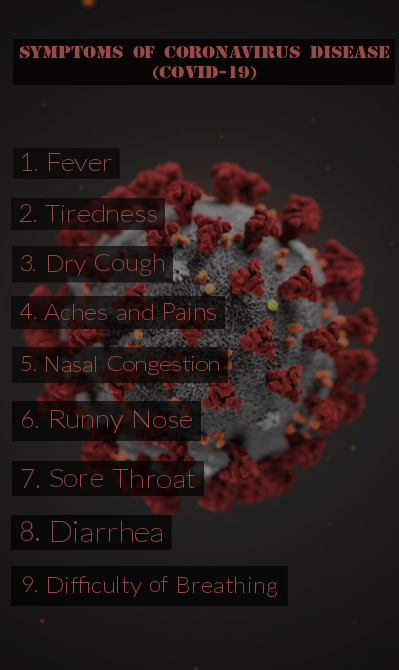 SYMPTOMS OF CORONAVIRUS DISEASE
(COVID-19)
1. Fever
2. Tiredness
3. Dry Cough
4. Aches and Pains
5. Nasal Congestion
6. Runny Nose
7. Sore Throat
8. Diarrhea
9. Difficulty of Breathing